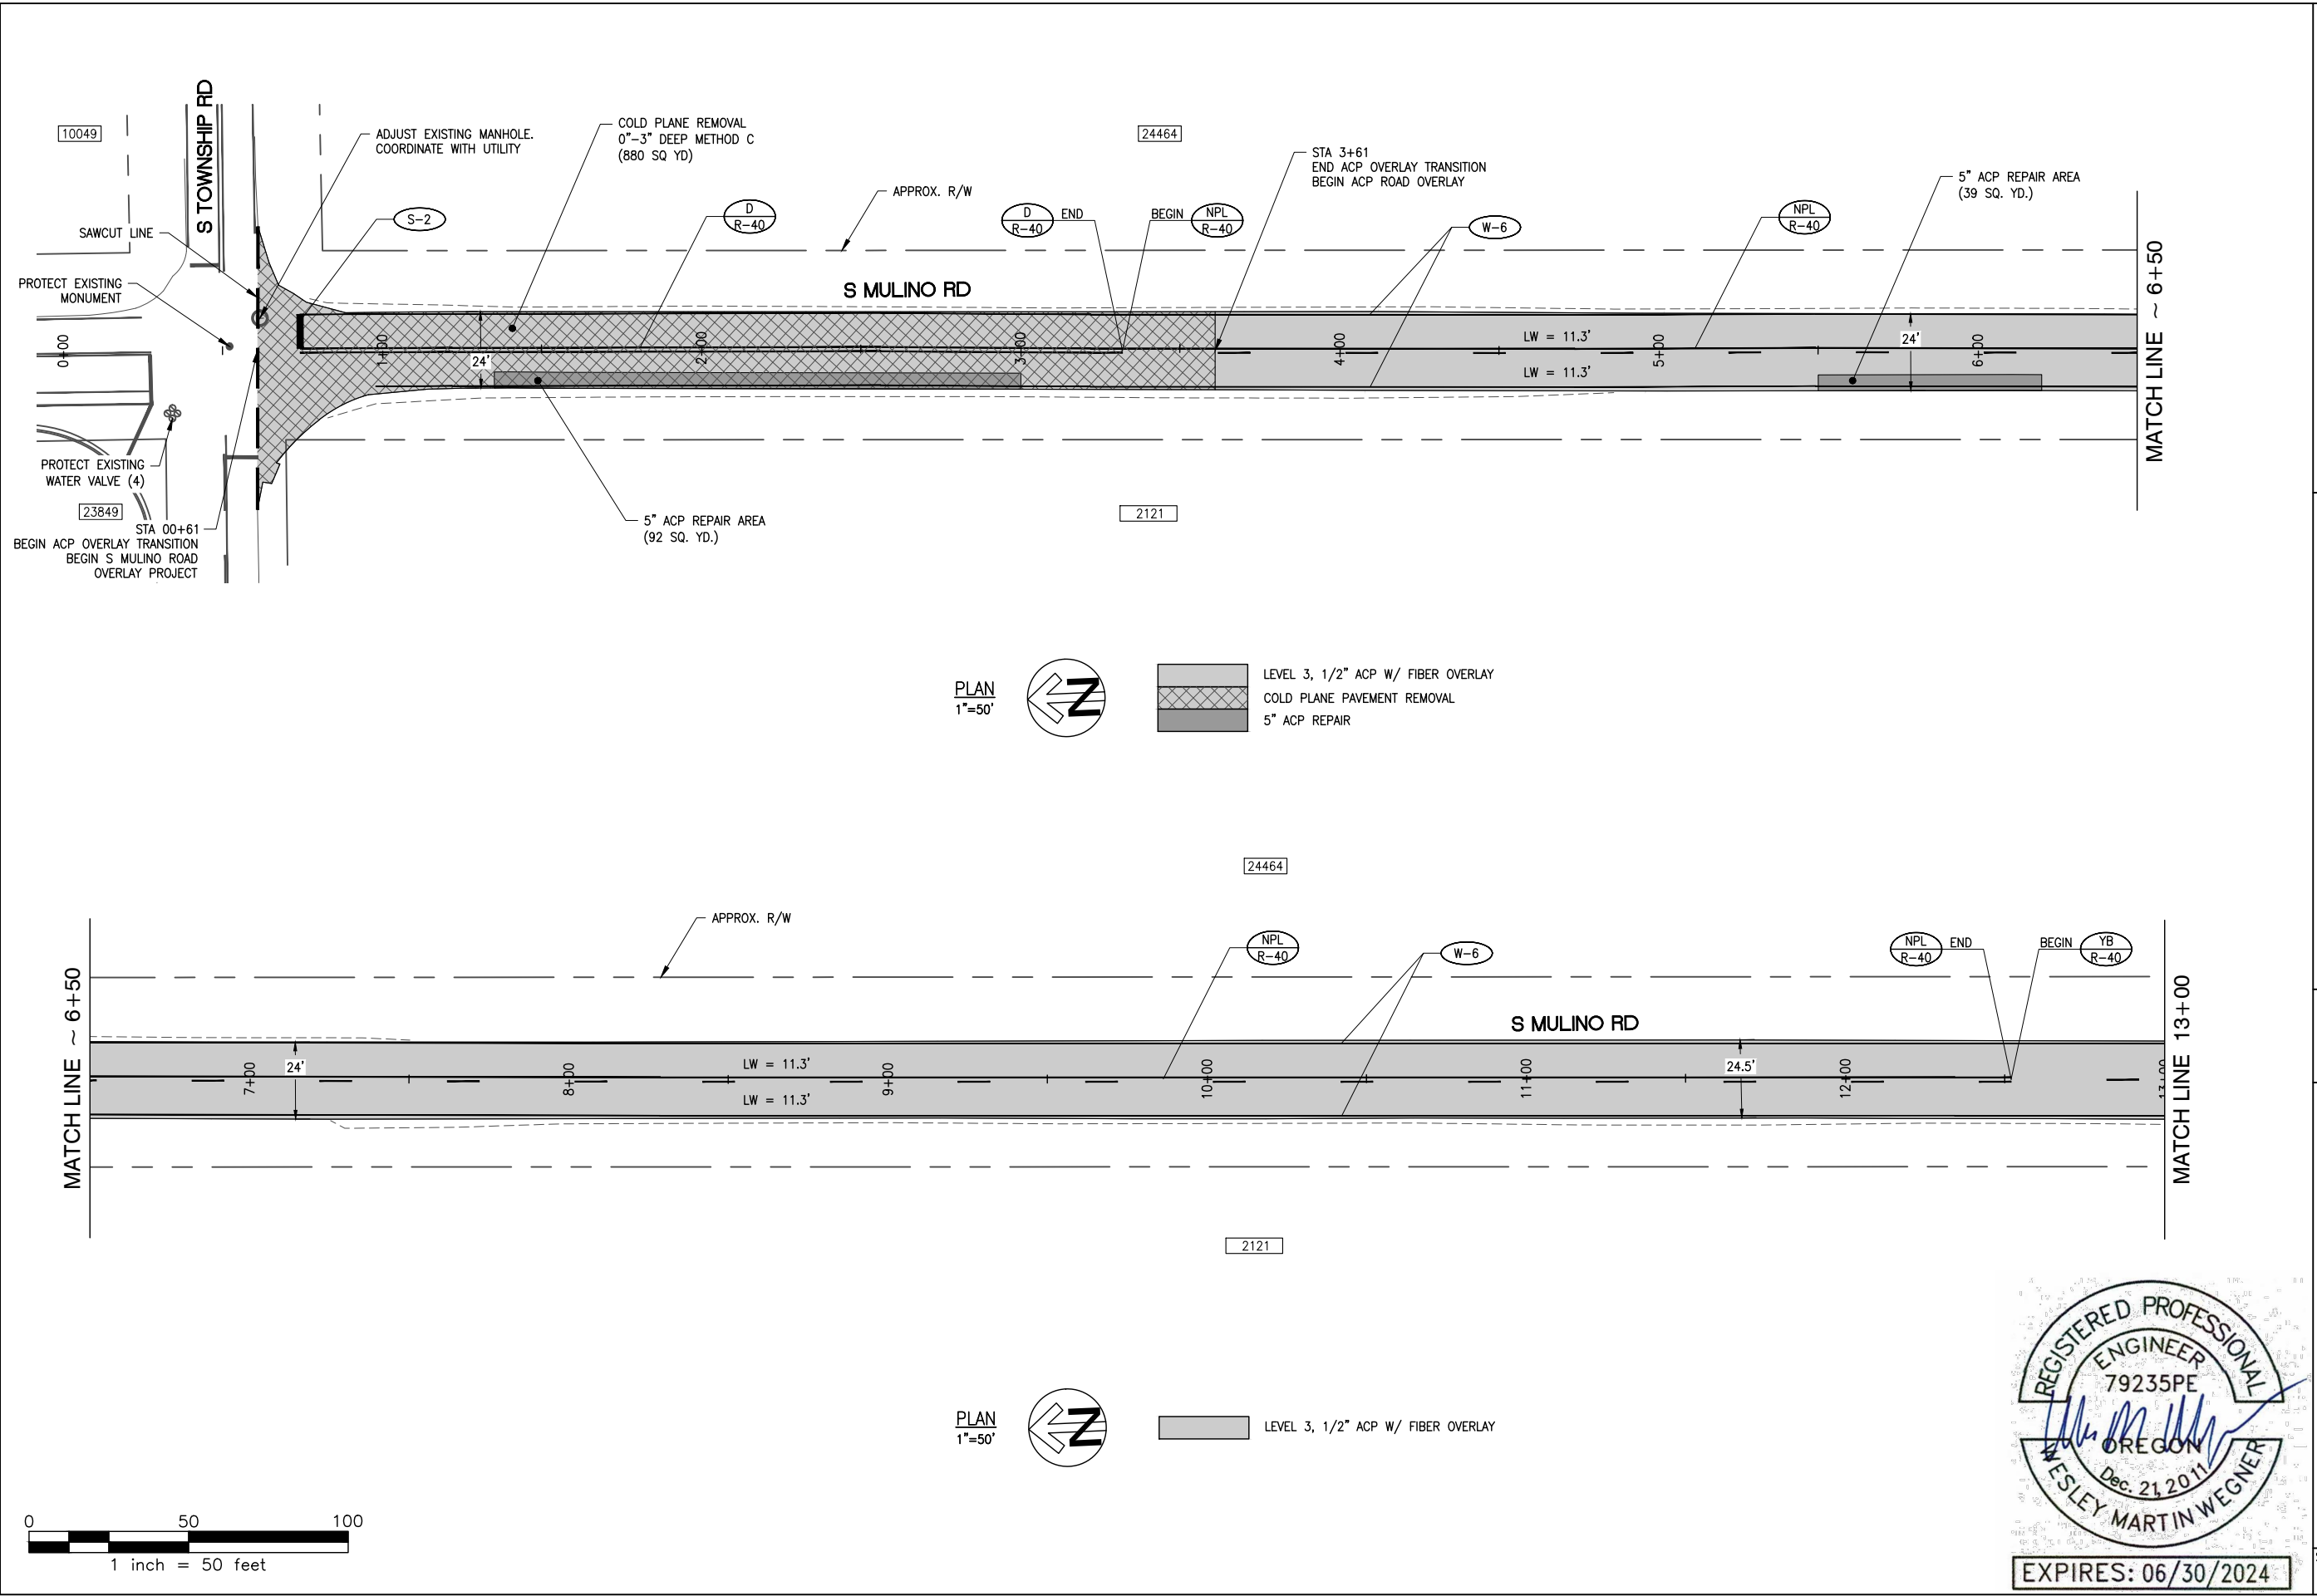 S TOWNSHIP RD
10049
ADJUST EXISTING MANHOLE.
COORDINATE WITH UTILITY
COLD PLANE REMOVAL
0"-3" DEEP METHOD C
(880 SQ YD)
24464
STA 3+61
END ACP OVERLAY TRANSITION
BEGIN ACP ROAD OVERLAY
5" ACP REPAIR AREA
(39 SQ. YD.)
APPROX. R/W
S-2
D
R-40
D
R-40
END
BEGIN
NPL
R-40
W-6
NPL
R-40
SAWCUT LINE
PROTECT EXISTING
MONUMENT
S MULINO RD
MATCH LINE ~ 6+50
0+00
1+00
2+00
3+00
4+00
5+00
6+00
24'
LW = 11.3'
LW = 11.3'
24'
PROTECT EXISTING
WATER VALVE (4)
23849
STA 00+61
BEGIN ACP OVERLAY TRANSITION
BEGIN S MULINO ROAD
OVERLAY PROJECT
5" ACP REPAIR AREA
(92 SQ. YD.)
2121
PLAN
1"=50'
N
LEVEL 3, 1/2" ACP W/ FIBER OVERLAY
COLD PLANE PAVEMENT REMOVAL
5" ACP REPAIR
24464
APPROX. R/W
NPL
R-40
W-6
NPL
R-40
END
BEGIN
YB
R-40
S MULINO RD
MATCH LINE ~ 6+50
7+00
24'
8+00
LW = 11.3'
LW = 11.3'
9+00
10+00
11+00
24.5'
12+00
13+00
MATCH LINE 13+00
2121
PLAN
1"=50'
N
LEVEL 3, 1/2" ACP W/ FIBER OVERLAY
0 50 100
1 inch = 50 feet
REGISTERED PROFESSIONAL
ENGINEER
79235PE
OREGON
Dec. 21, 2011
WESLEY MARTIN WEGNER
EXPIRES: 06/30/2024